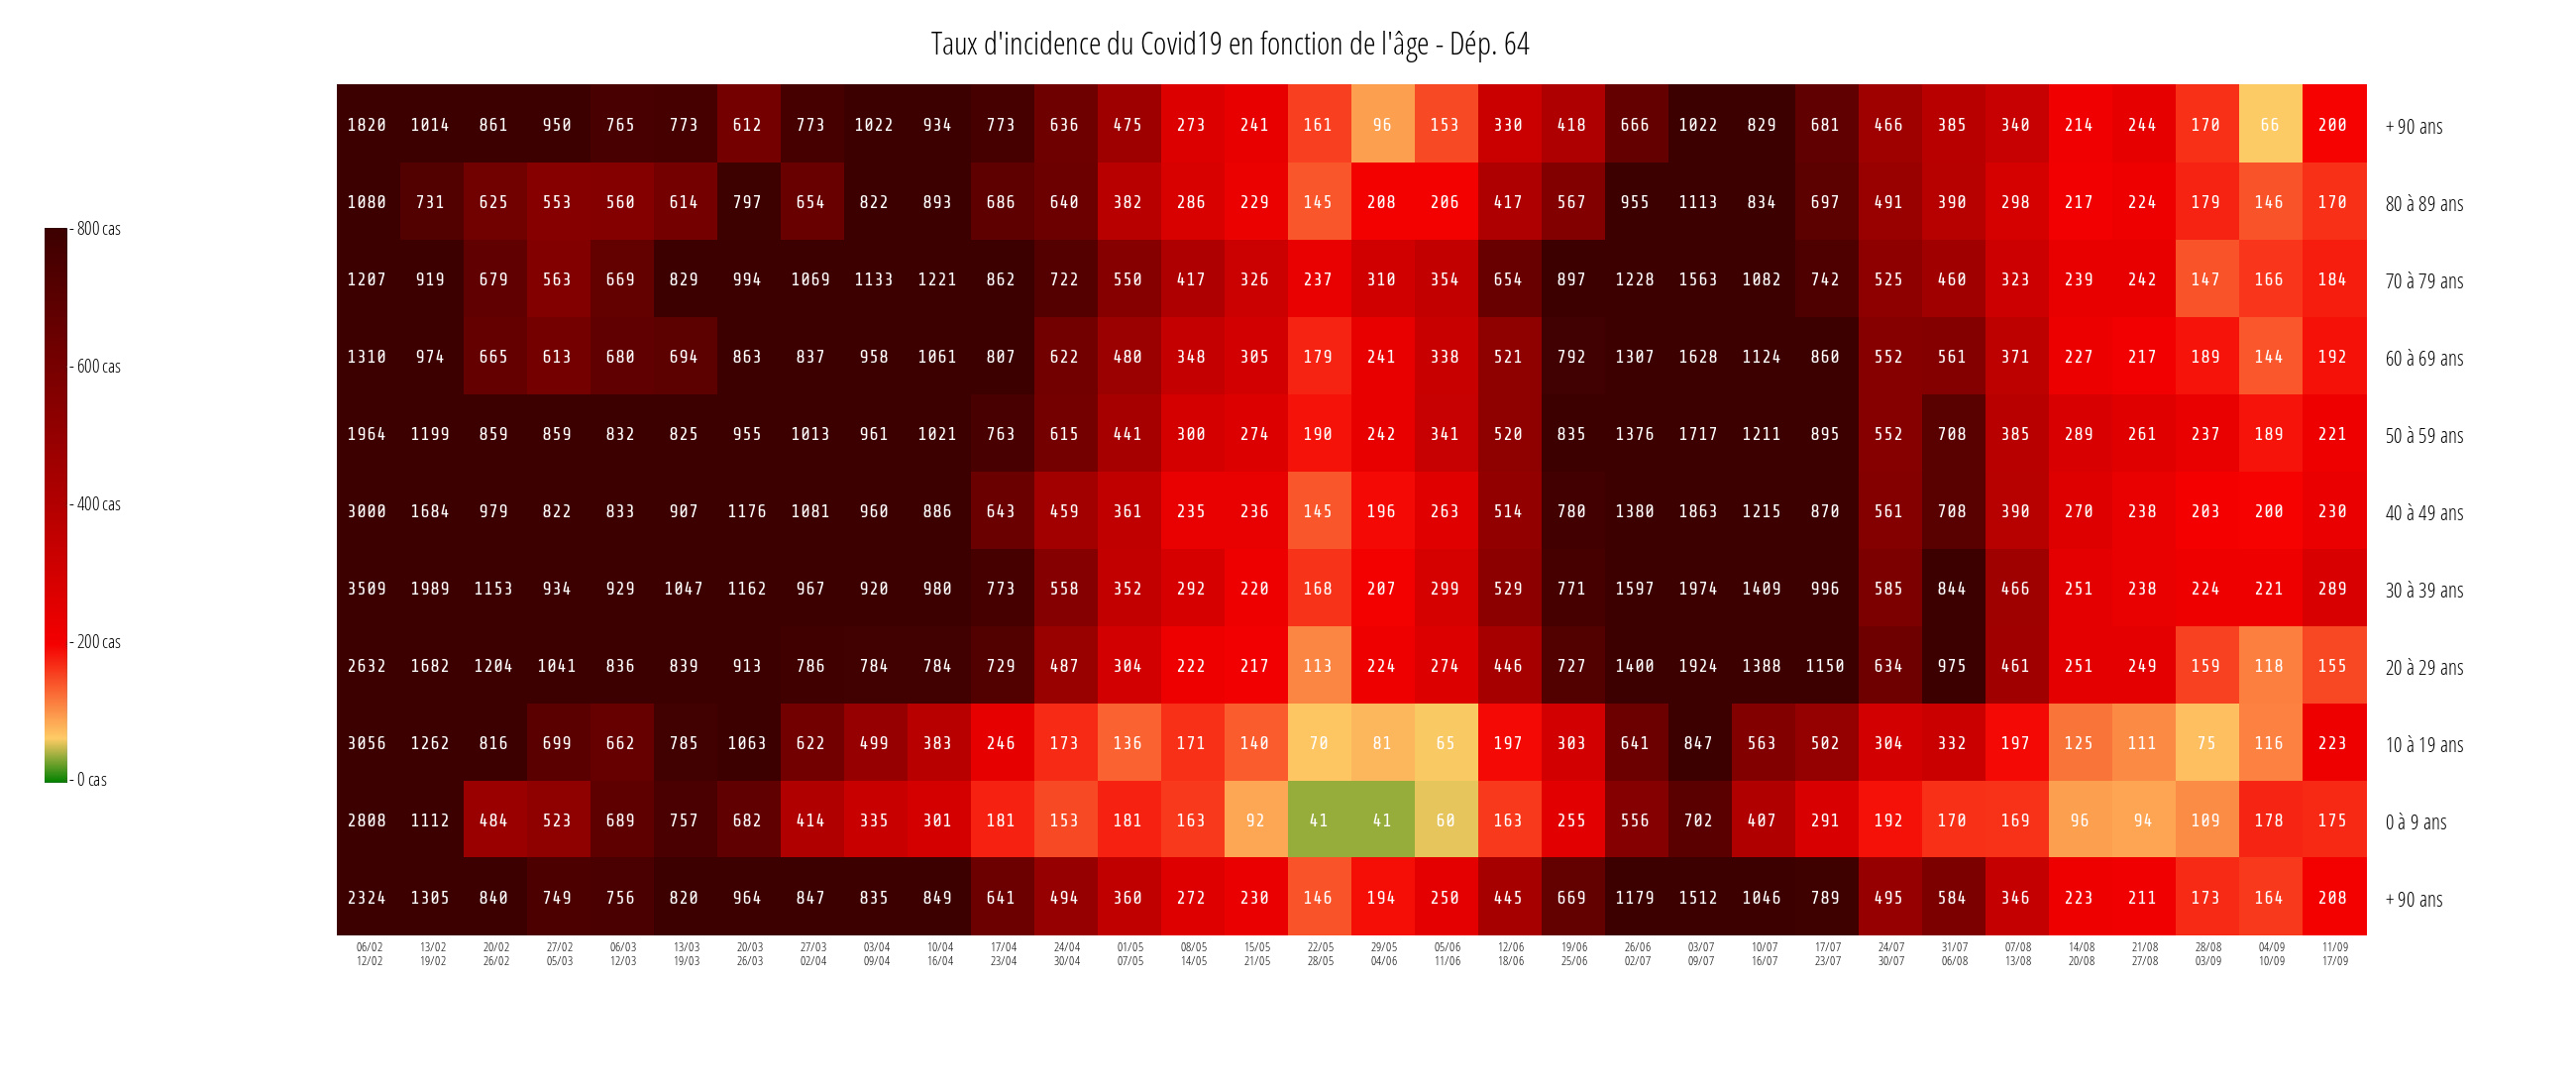 Taux d'incidence du Covid19 en fonction de l'âge - Dép. 64
- 800 cas
- 600 cas
- 400 cas
- 200 cas
- 0 cas
1820 1014 861 950 765 773 612 773 1022 934 773 636 475 273 241 161 96 153 330 418 666 1022 829 681 466 385 340 214 244 170 66 200 + 90 ans
1080 731 625 553 560 614 797 654 822 893 686 640 382 286 229 145 208 206 417 567 955 1113 834 697 491 390 298 217 224 179 146 170 80 à 89 ans
1207 919 679 563 669 829 994 1069 1133 1221 862 722 550 417 326 237 310 354 654 897 1228 1563 1082 742 525 460 323 239 242 147 166 184 70 à 79 ans
1310 974 665 613 680 694 863 837 958 1061 807 622 480 348 305 179 241 338 521 792 1307 1628 1124 860 552 561 371 227 217 189 144 192 60 à 69 ans
1964 1199 859 859 832 825 955 1013 961 1021 763 615 441 300 274 190 242 341 520 835 1376 1717 1211 895 552 708 385 289 261 237 189 221 50 à 59 ans
3000 1684 979 822 833 907 1176 1081 960 886 643 459 361 235 236 145 196 263 514 780 1380 1863 1215 870 561 708 390 270 238 203 200 230 40 à 49 ans
3509 1989 1153 934 929 1047 1162 967 920 980 773 558 352 292 220 168 207 299 529 771 1597 1974 1409 996 585 844 466 251 238 224 221 289 30 à 39 ans
2632 1682 1204 1041 836 839 913 786 784 784 729 487 304 222 217 113 224 274 446 727 1400 1924 1388 1150 634 975 461 251 249 159 118 155 20 à 29 ans
3056 1262 816 699 662 785 1063 622 499 383 246 173 136 171 140 70 81 65 197 303 641 847 563 502 304 332 197 125 111 75 116 223 10 à 19 ans
2808 1112 484 523 689 757 682 414 335 301 181 153 181 163 92 41 41 60 163 255 556 702 407 291 192 170 169 96 94 109 178 175 0 à 9 ans
2324 1305 840 749 756 820 964 847 835 849 641 494 360 272 230 146 194 250 445 669 1179 1512 1046 789 495 584 346 223 211 173 164 208 + 90 ans
06/02 13/02 20/02 27/02 06/03 13/03 20/03 27/03 03/04 10/04 17/04 24/04 01/05 08/05 15/05 22/05 29/05 05/06 12/06 19/06 26/06 03/07 10/07 17/07 24/07 31/07 07/08 14/08 21/08 28/08 04/09 11/09
12/02 19/02 26/02 05/03 12/03 19/03 26/03 02/04 09/04 16/04 23/04 30/04 07/05 14/05 21/05 28/05 04/06 11/06 18/06 25/06 02/07 09/07 16/07 23/07 30/07 06/08 13/08 20/08 27/08 03/09 10/09 17/09